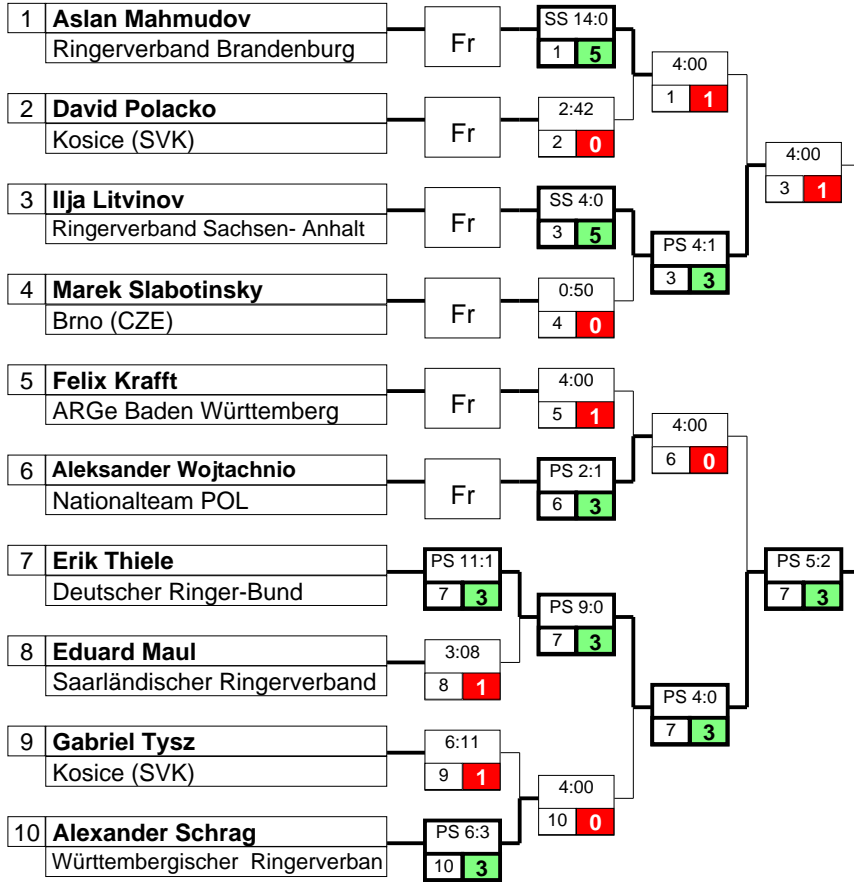 1 Aslan Mahmudov
Ringerverband Brandenburg
Fr
SS 14:0
1 5
4:00
1 1
2 David Polacko
Kosice (SVK)
Fr
2:42
2 0
4:00
3 1
3 Ilja Litvinov
Ringerverband Sachsen- Anhalt
Fr
SS 4:0
3 5
PS 4:1
3 3
4 Marek Slabotinsky
Brno (CZE)
Fr
0:50
4 0
5 Felix Krafft
ARGe Baden Württemberg
Fr
4:00
5 1
4:00
6 0
6 Aleksander Wojtachnio
Nationalteam POL
Fr
PS 2:1
6 3
7 Erik Thiele
Deutscher Ringer-Bund
PS 11:1
7 3
PS 9:0
7 3
PS 5:2
7 3
8 Eduard Maul
Saarländischer Ringerverband
3:08
8 1
PS 4:0
7 3
9 Gabriel Tysz
Kosice (SVK)
6:11
9 1
4:00
10 0
10 Alexander Schrag
Württembergischer Ringerverban
PS 6:3
10 3